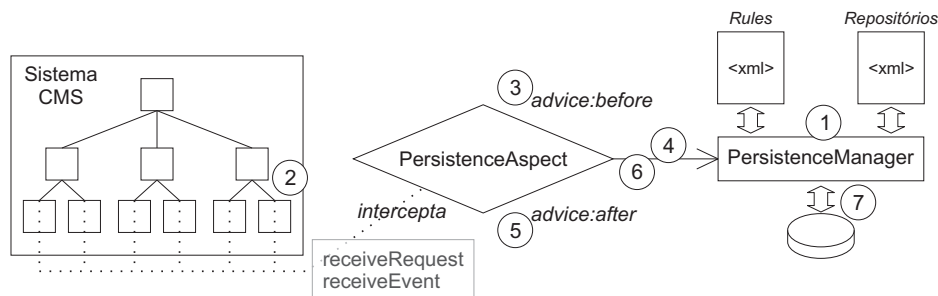 Rules
Repositórios
<xml>
<xml>
Sistema
CMS
3
advice:before
1
PersistenceAspect
4
6
PersistenceManager
2
intercepta
5
advice:after
7
receiveRequest
receiveEvent